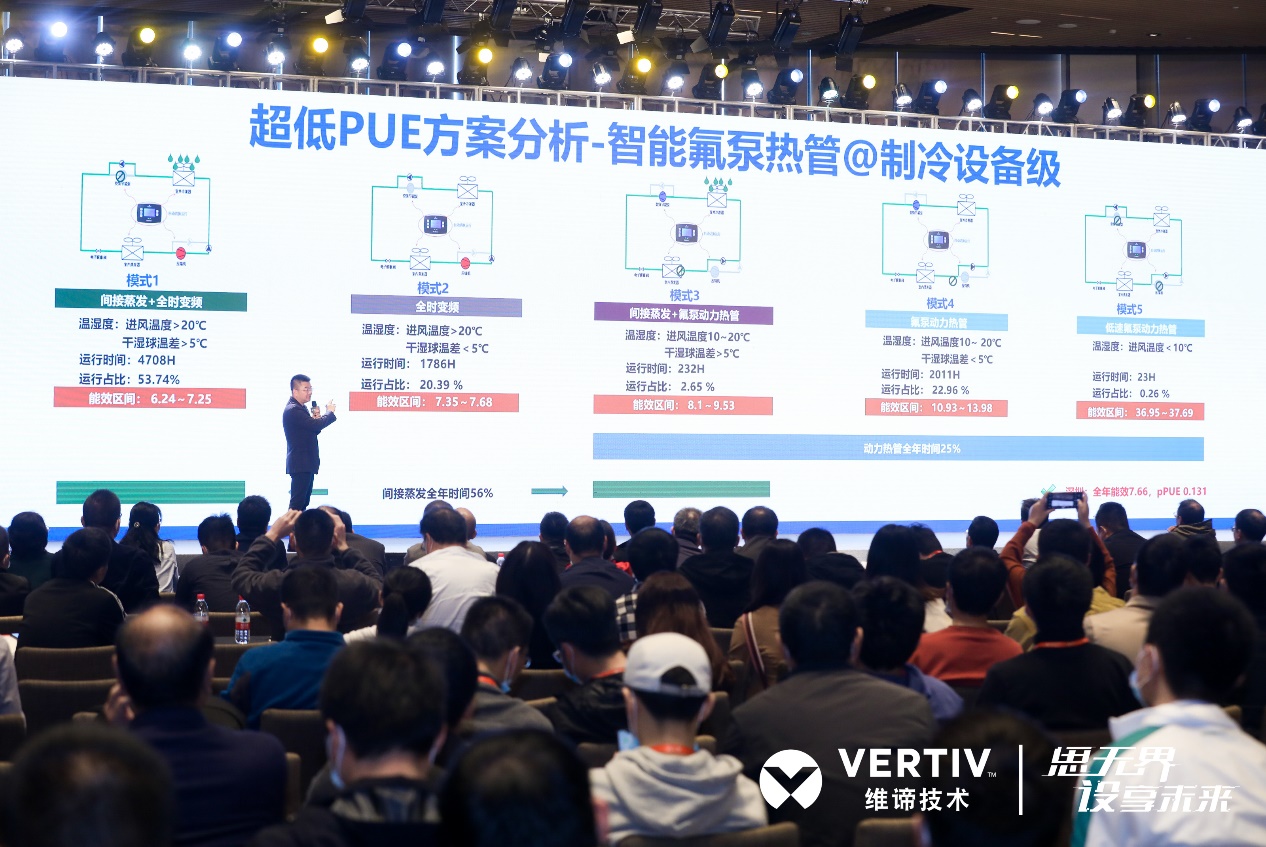 超低PUE方案分析-智能氟泵热管@制冷设备级
模式1
间接蒸发+全时变频
温湿度：进风温度>20℃
干湿球温差>5℃
运行时间：4708H
运行占比：53.74%
能效区间：6.24~7.25
模式2
全时变频
温湿度：进风温度>20℃
干湿球温差<5℃
运行时间：1786H
运行占比：20.39 %
能效区间：7.35~7.68
模式3
间接蒸发+氟泵动力热管
温湿度：进风温度10~20℃
干湿球温差>5℃
运行时间：232H
运行占比：2.65 %
能效区间：8.1~9.53
模式4
氟泵动力热管
温湿度：进风温度10~ 20℃
干湿球温差<5℃
运行时间：2011H
运行占比：22.96 %
能效区间：10.93~13.98
模式5
低速氟泵动力热管
温湿度：进风温度<10℃
运行时间：23H
运行占比：0.26 %
能效区间：36.95~37.69
动力热管全年时间25%
间接蒸发全年时间56%
深圳：全年能效7.66，pPUE 0.131
VERTIV™
维谛技术
思无界
设享未来